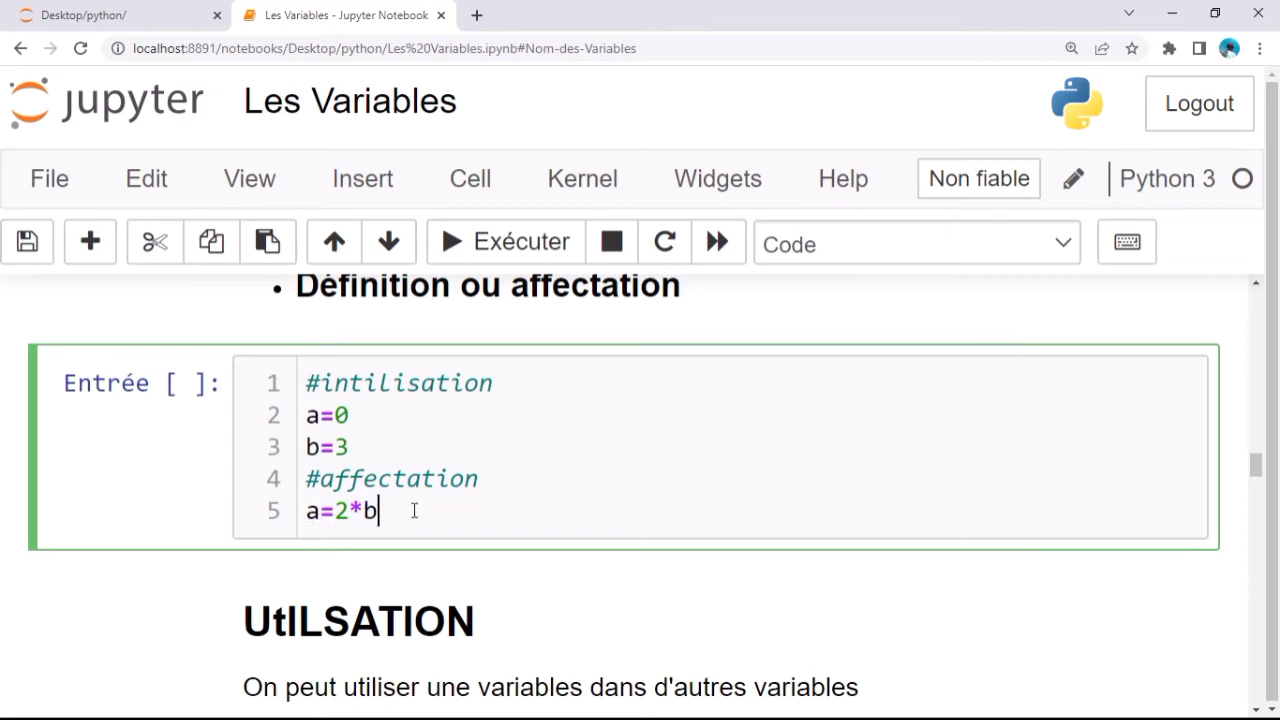 Desktop/python/
Les Variables - Jupyter Notebook
localhost:8891/notebooks/Desktop/python/Les%20Variables.ipynb#Nom-des-Variables
jupyter Les Variables Logout
File Edit View Insert Cell Kernel Widgets Help Non fiable Python 3
Exécuter Code
• Définition ou affectation
Entrée [ ]:
1 #intilisation
2 a=0
3 b=3
4 #affectation
5 a=2*b
UtILSATION
On peut utiliser une variables dans d'autres variables